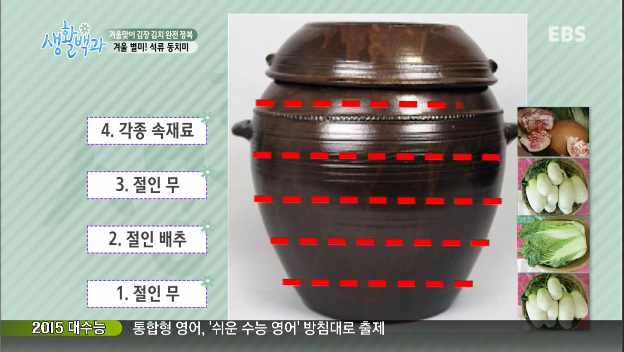 생활백과
겨울맞이 김장 김치 완전 정복
겨울 별미! 석류 동치미
EBS
4. 각종 속재료
3. 절인 무
2. 절인 배추
1. 절인 무
2015 대수능 통합형 영어, '쉬운 수능 영어' 방침대로 출제